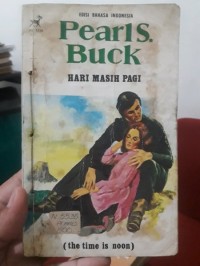 EDISI BAHASA INDONESIA
Pearl S.
Buck
HARI MASIH PAGI
(the time is noon)